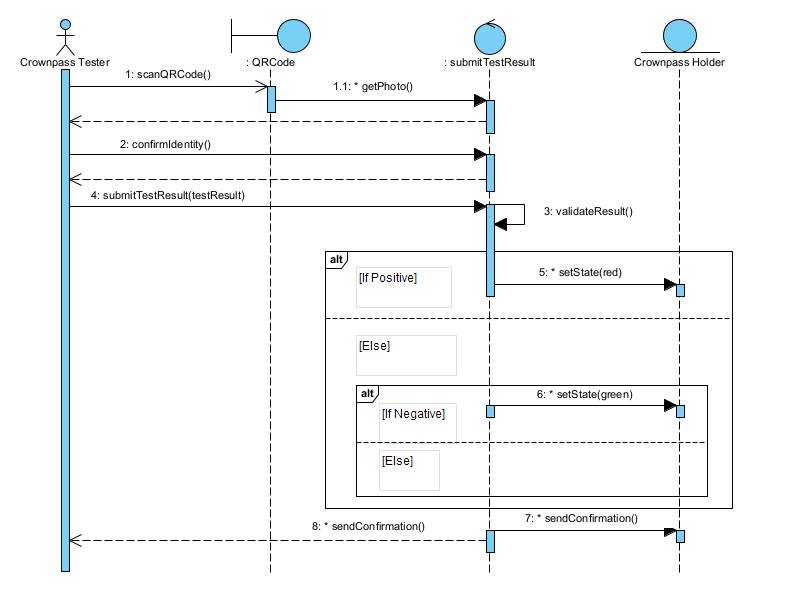 Crownpass Tester
: QRCode
: submitTestResult
Crownpass Holder
1: scanQRCode()
1.1: * getPhoto()
2: confirmIdentity()
4: submitTestResult(testResult)
3: validateResult()
alt
[If Positive]
5: * setState(red)
[Else]
alt
6: * setState(green)
[If Negative]
[Else]
7: * sendConfirmation()
8: * sendConfirmation()